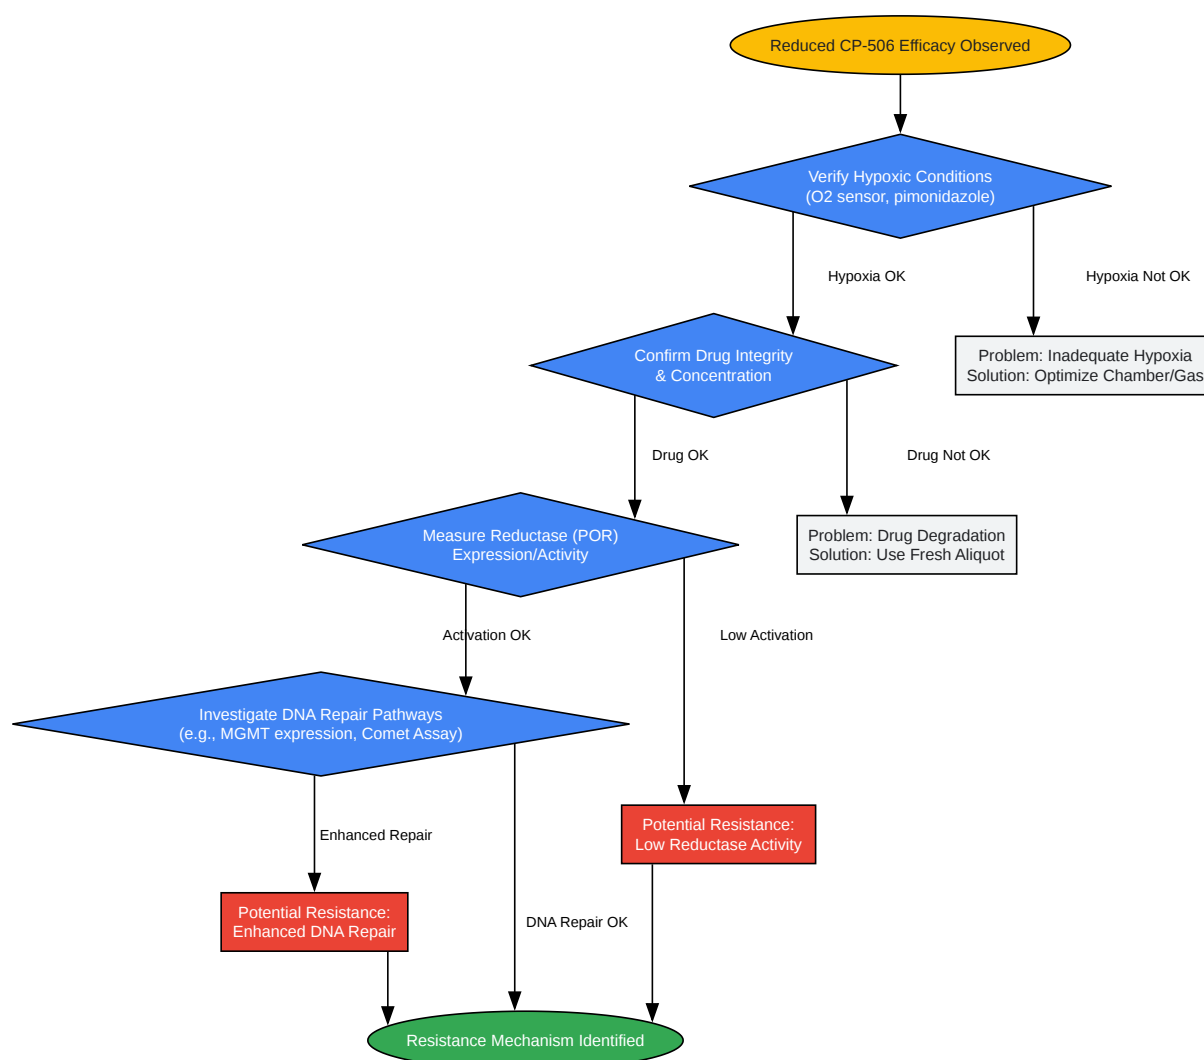 Reduced CP-506 Efficacy Observed
Verify Hypoxic Conditions
(O2 sensor, pimonidazole)
Hypoxia OK
Hypoxia Not OK
Confirm Drug Integrity
& Concentration
Problem: Inadequate Hypoxia
Solution: Optimize Chamber/Gas
Drug OK
Drug Not OK
Measure Reductase (POR)
Expression/Activity
Problem: Drug Degradation
Solution: Use Fresh Aliquot
Activation OK
Low Activation
Investigate DNA Repair Pathways
(e.g., MGMT expression, Comet Assay)
Enhanced Repair
Potential Resistance:
Low Reductase Activity
Potential Resistance:
Enhanced DNA Repair
DNA Repair OK
Resistance Mechanism Identified